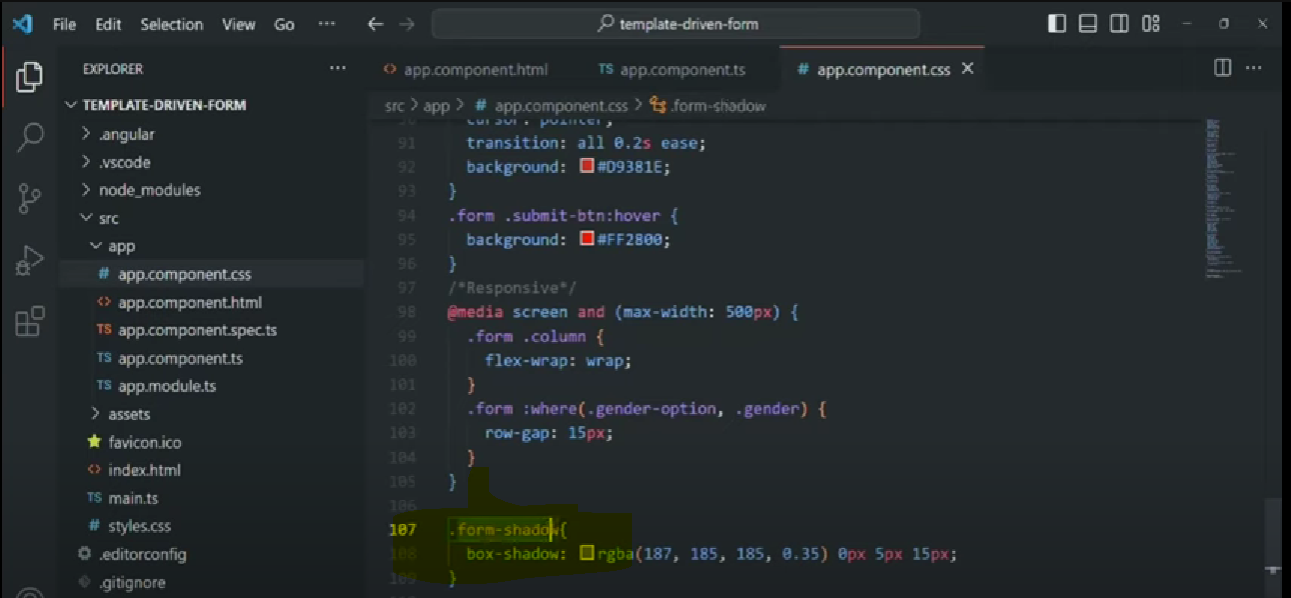 File Edit Selection View Go ··· template-driven-form
EXPLORER ···
TEMPLATE-DRIVEN-FORM
.angular
.vscode
node_modules
src
app
# app.component.css
<> app.component.html
TS app.component.spec.ts
TS app.component.ts
TS app.module.ts
assets
favicon.ico
<> index.html
TS main.ts
# styles.css
.editorconfig
.gitignore
<> app.component.html TS app.component.ts # app.component.css
src > app > # app.component.css > .form-shadow
90 cursor: pointer;
91 transition: all 0.2s ease;
92 background: #D9381E;
93 }
94 .form .submit-btn:hover {
95 background: #FF2800;
96 }
97 /*Responsive*/
98 @media screen and (max-width: 500px) {
99 .form .column {
100 flex-wrap: wrap;
101 }
102 .form :where(.gender-option, .gender) {
103 row-gap: 15px;
104 }
105 }
106
107 .form-shadow{
108 box-shadow: rgba(187, 185, 185, 0.35) 0px 5px 15px;
109 }